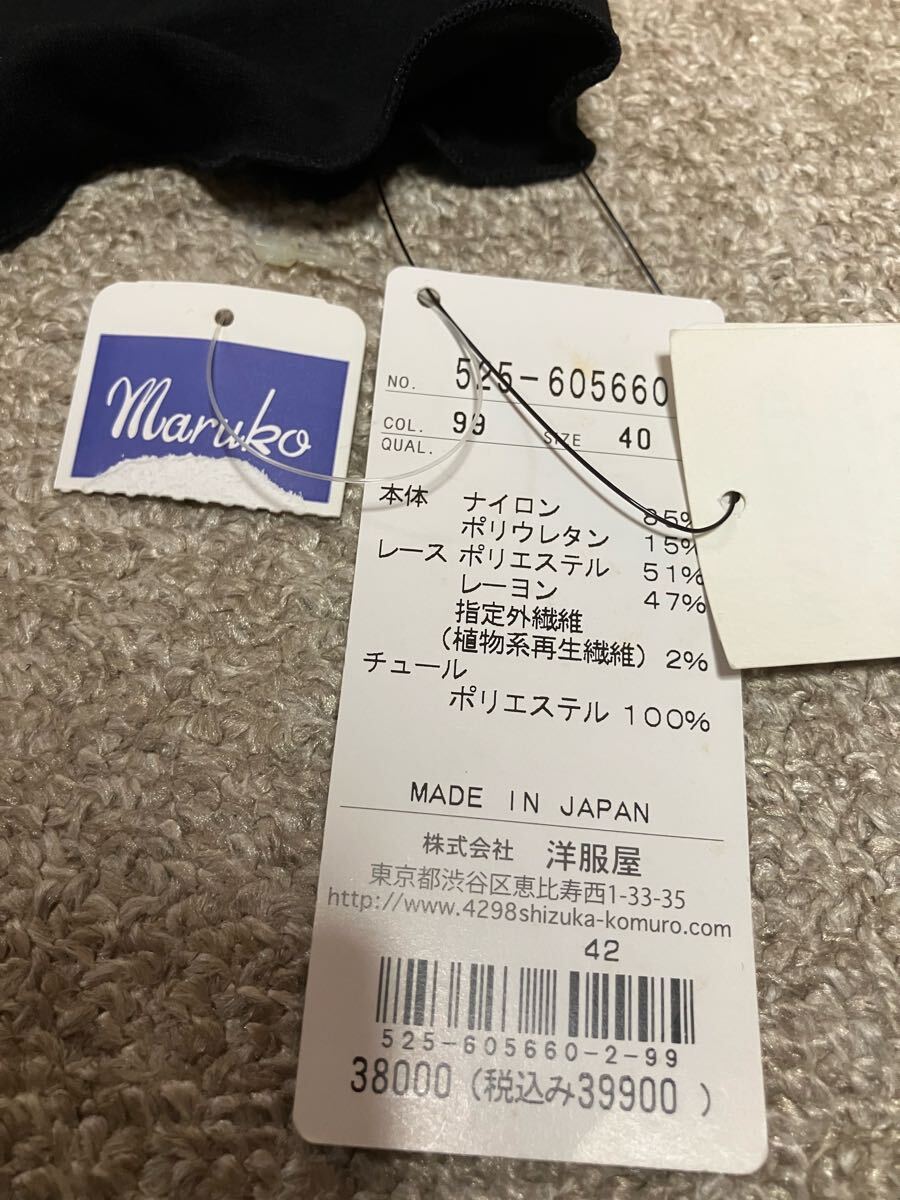 Maruko
NO. 525-605660
COL. 99 SIZE 40
QUAL.
本体 ナイロン 85%
ポリウレタン 15%
レース ポリエステル 51%
レーヨン 47%
指定外繊維
(植物系再生繊維) 2%
チュール
ポリエステル 100%
MADE IN JAPAN
株式会社 洋服屋
東京都渋谷区恵比寿西1-33-35
http://www.4298shizuka-komuro.com
42
525-605660-2-99
38000 (税込み39900 )